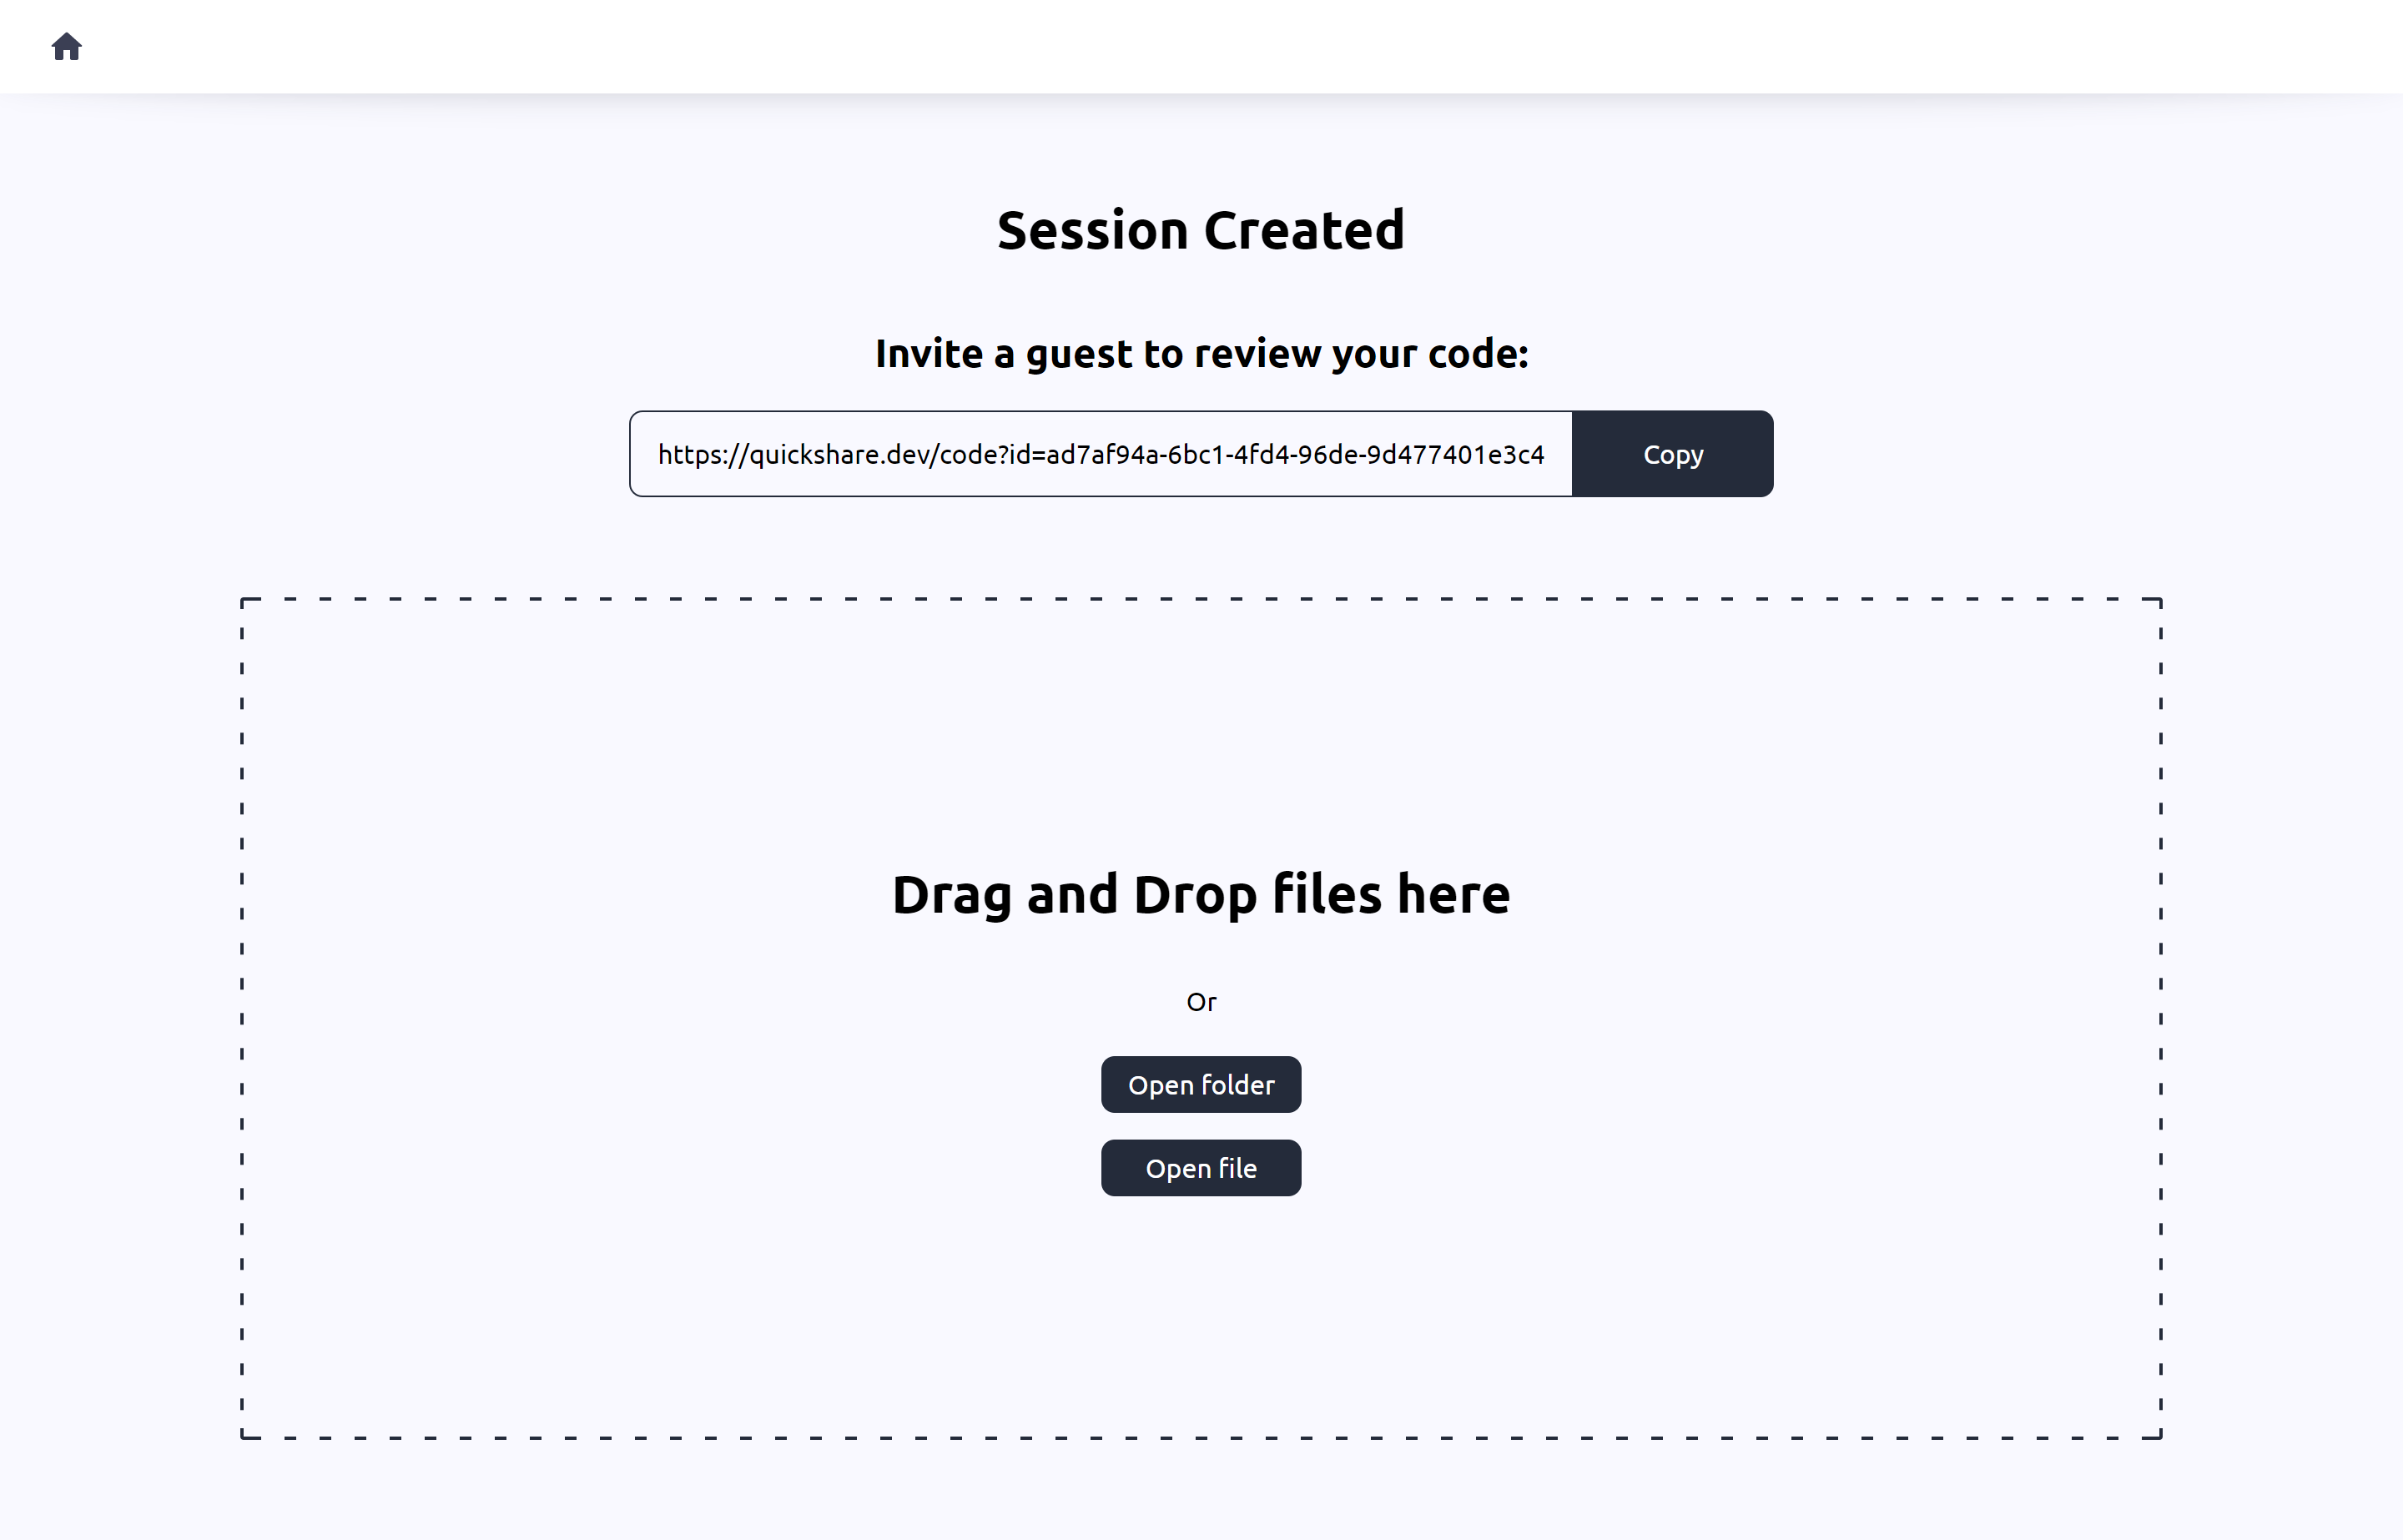 Session Created
Invite a guest to review your code:
https://quickshare.dev/code?id=ad7af94a-6bc1-4fd4-96de-9d477401e3c4
Copy
Drag and Drop files here
Or
Open folder
Open file